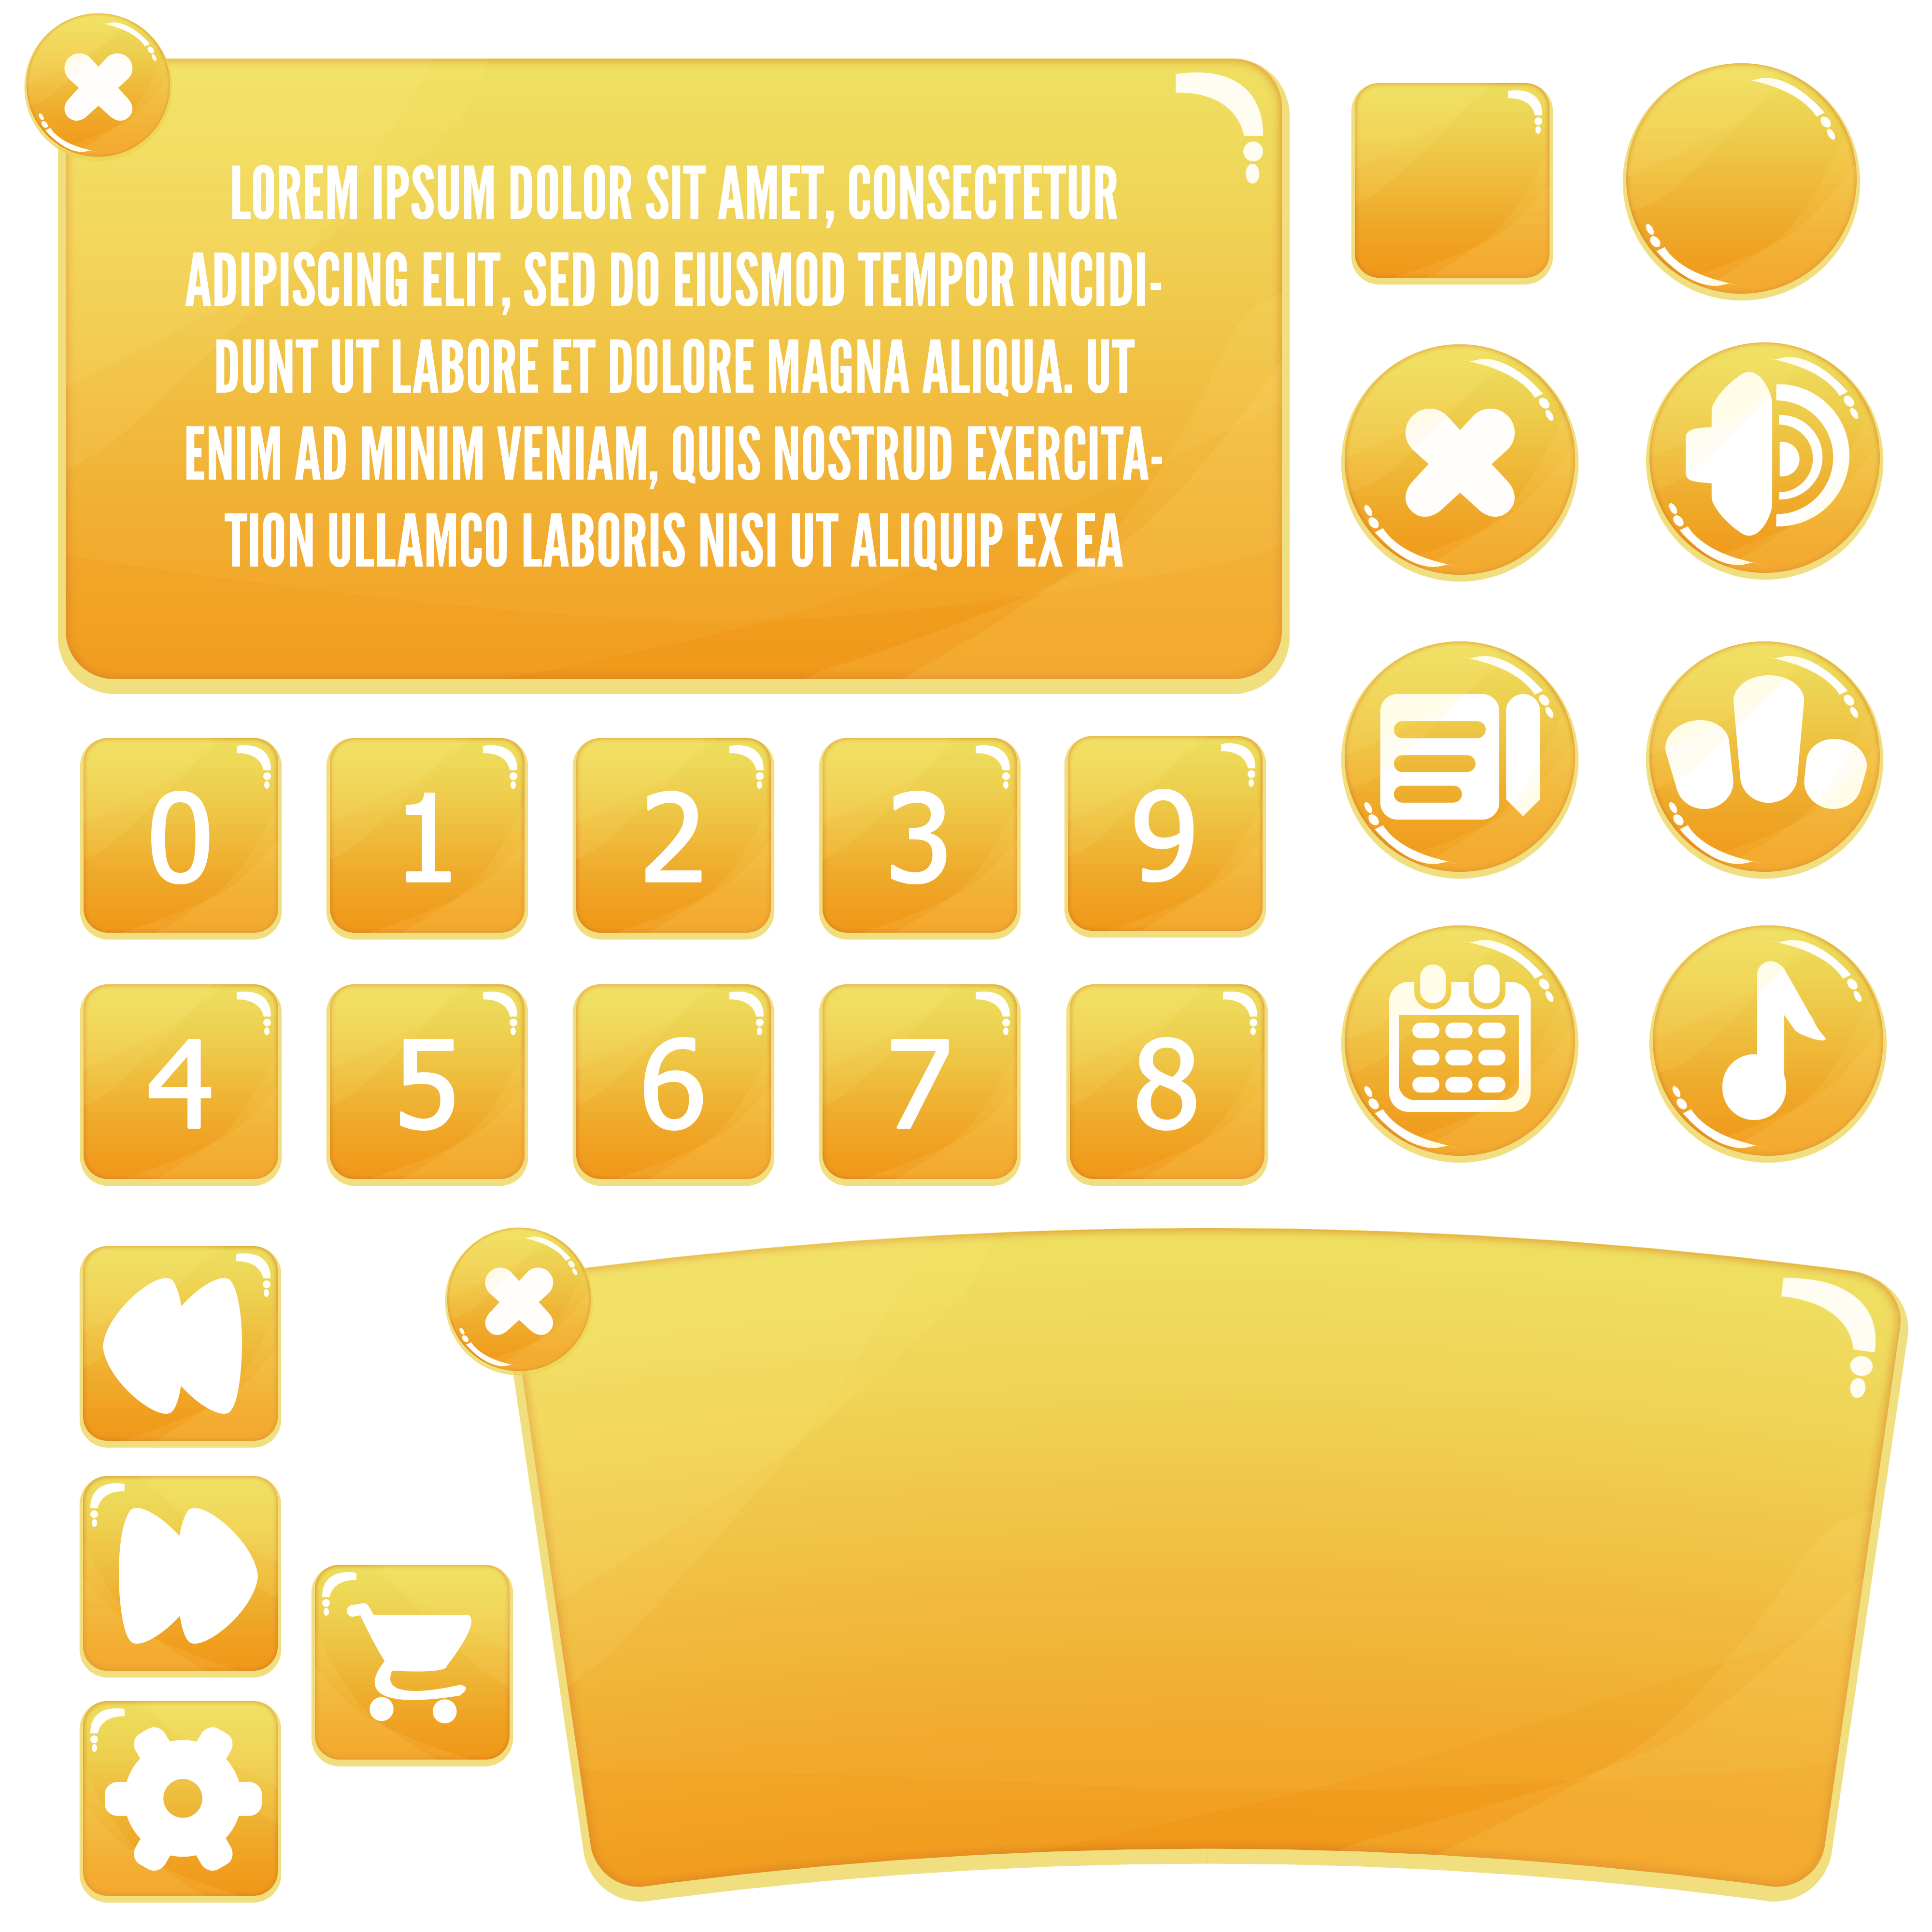 LOREM IPSUM DOLOR SIT AMET, CONSECTETUR
ADIPISCING ELIT, SED DO EIUSMOD TEMPOR INCIDI-
DUNT UT LABORE ET DOLORE MAGNA ALIQUA. UT
ENIM AD MINIM VENIAM, QUIS NOSTRUD EXERCITA-
TION ULLAMCO LABORIS NISI UT ALIQUIP EX EA
0 1 2 3 9
4 5 6 7 8